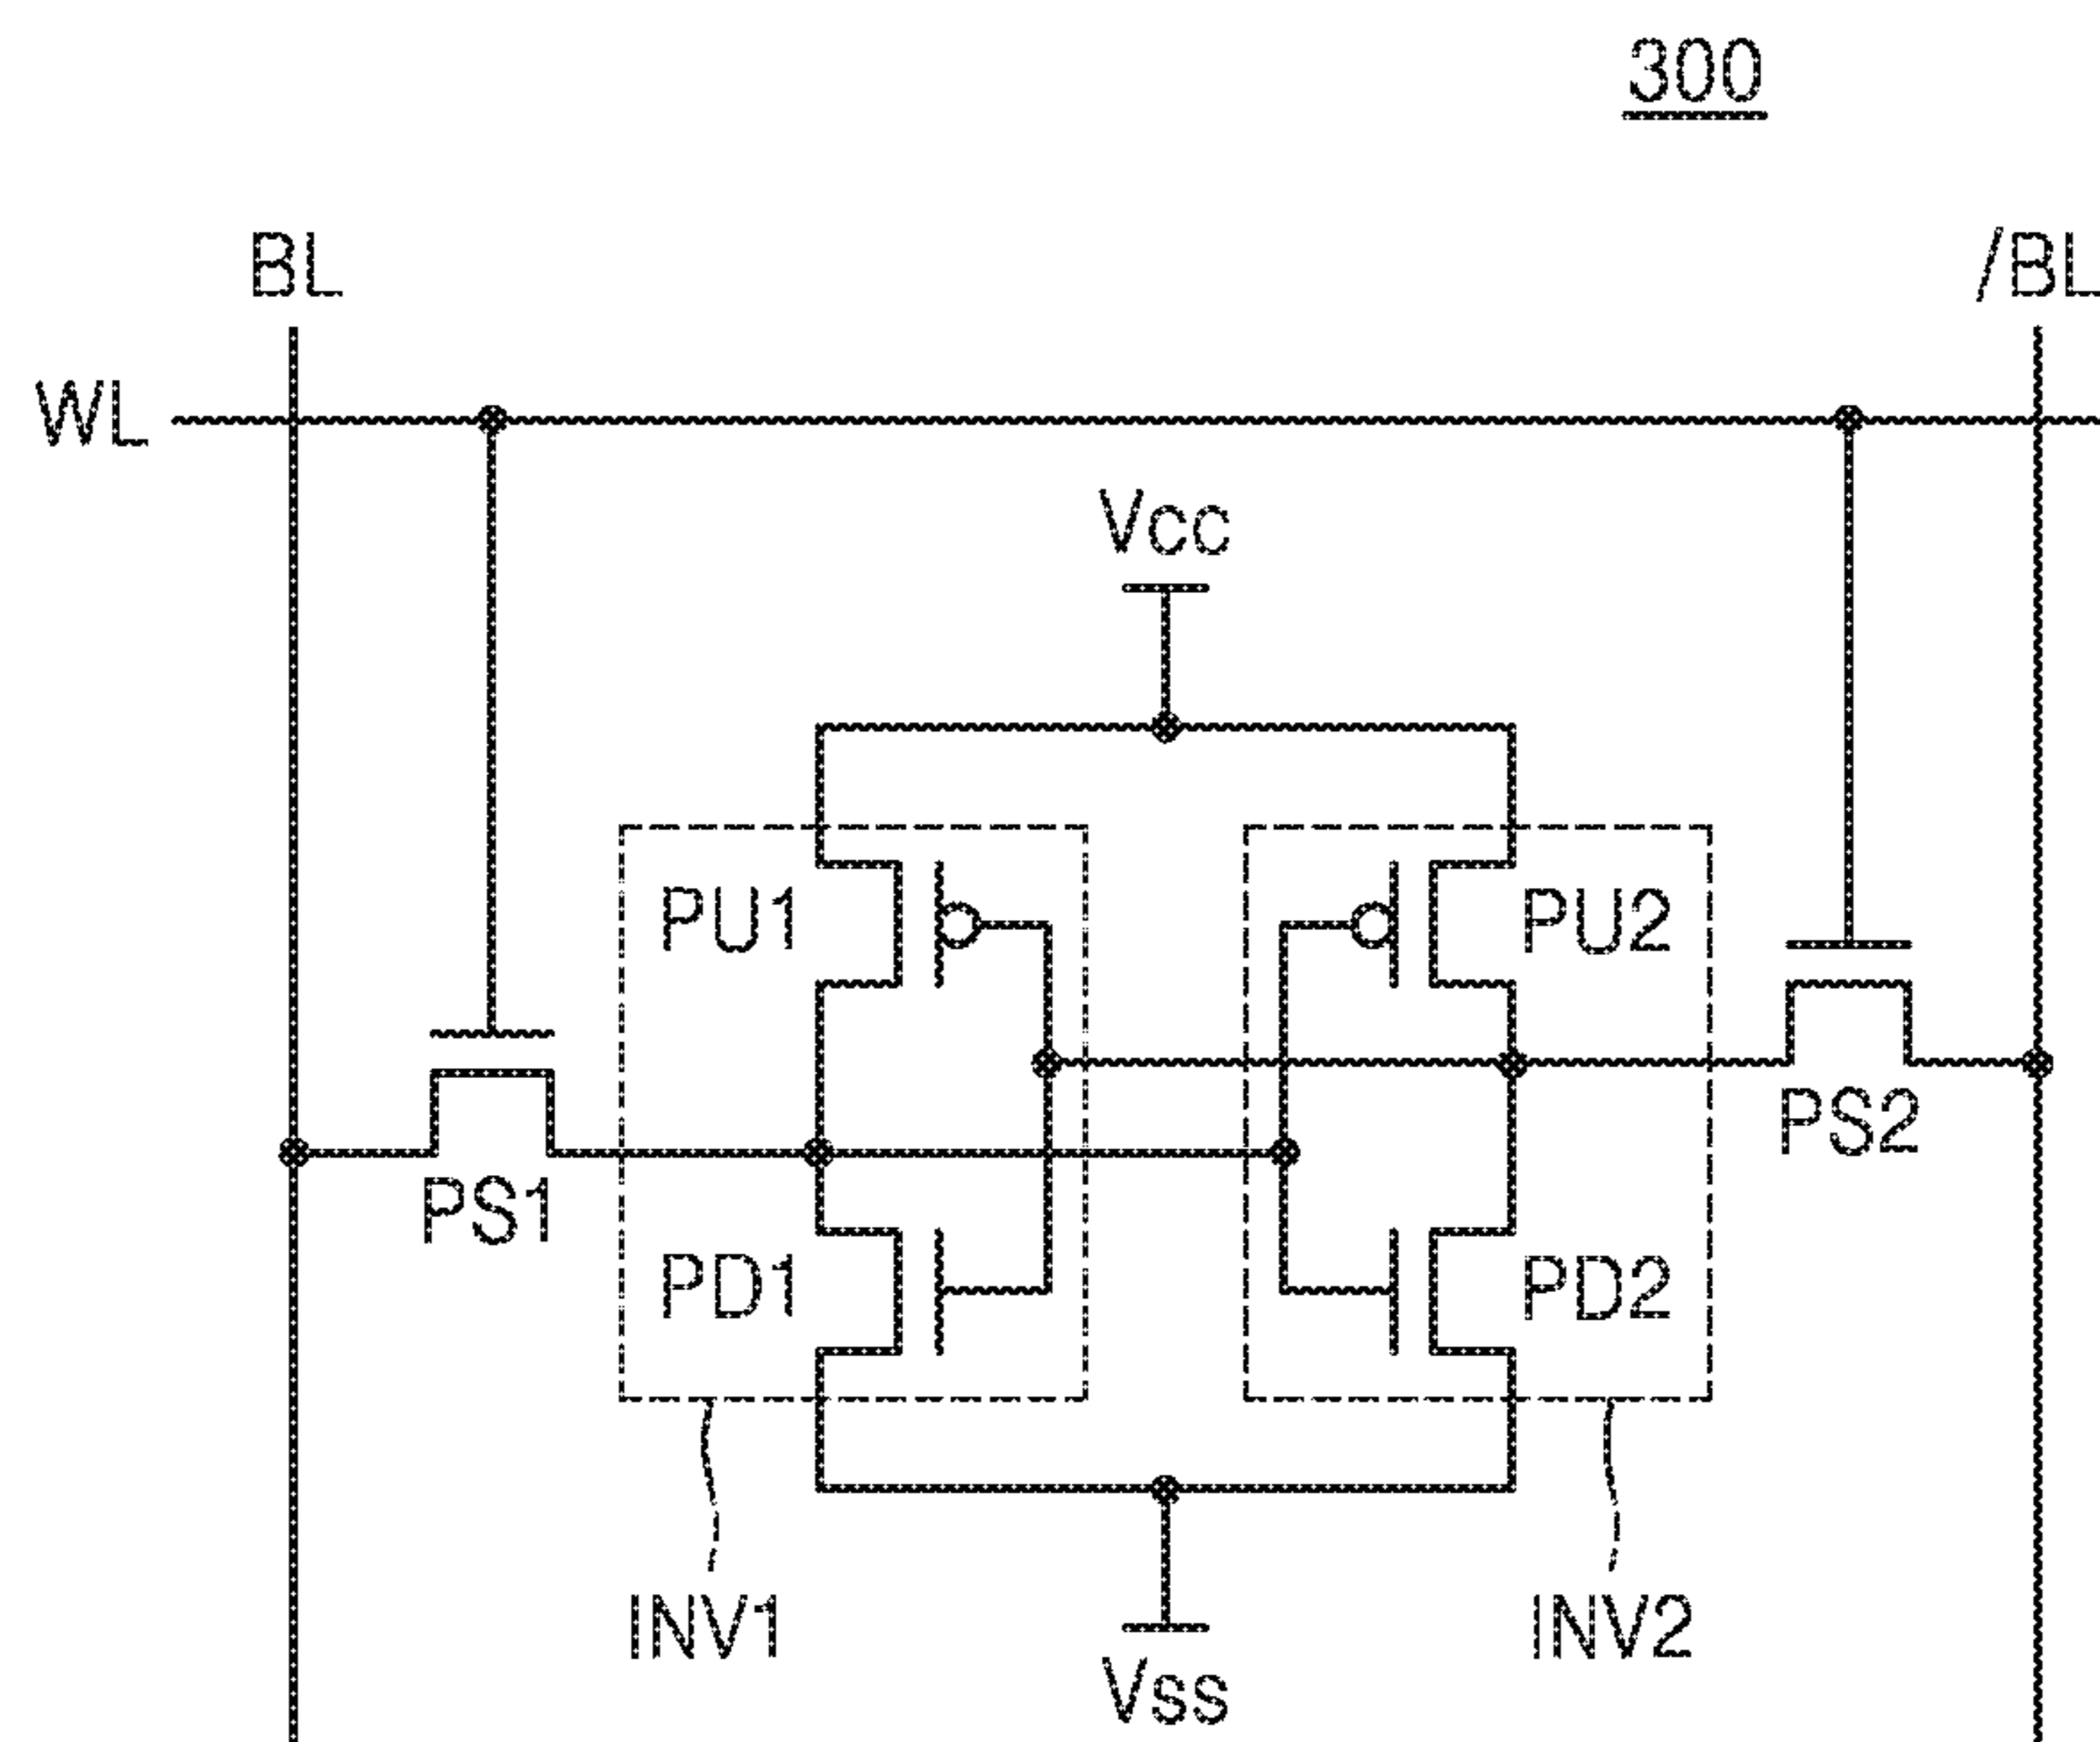 300
BL
/BL
WL
Vcc
PU1
PU2
PS1
PS2
PD1
PD2
INV1
INV2
Vss